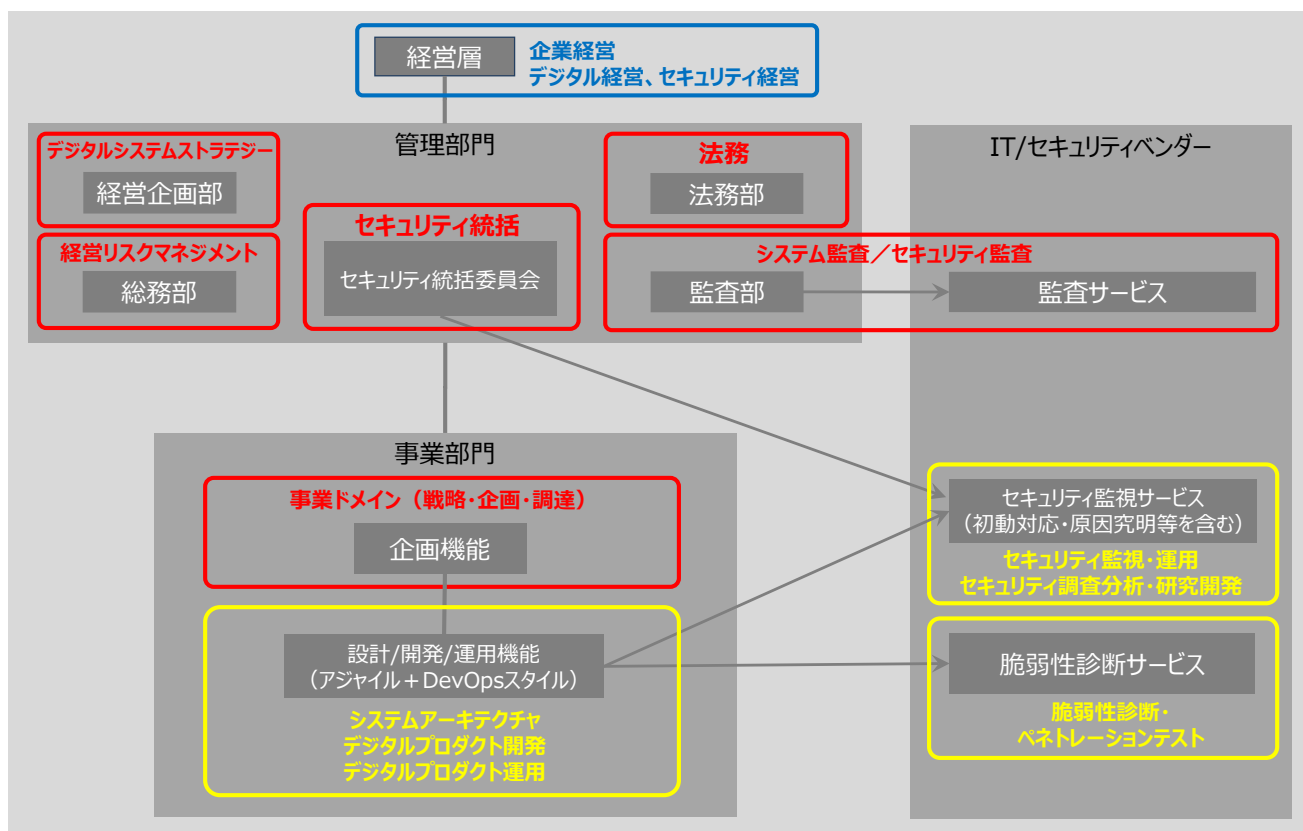 経営層
企業経営
デジタル経営、セキュリティ経営
管理部門
デジタルシステムストラテジー
経営企画部
法務
法務部
経営リスクマネジメント
総務部
セキュリティ統括
セキュリティ統括委員会
システム監査／セキュリティ監査
監査部
監査サービス
IT/セキュリティベンダー
事業部門
事業ドメイン（戦略・企画・調達）
企画機能
設計/開発/運用機能
（アジャイル＋DevOpsスタイル）
システムアーキテクチャ
デジタルプロダクト開発
デジタルプロダクト運用
セキュリティ監視サービス
（初動対応・原因究明等を含む）
セキュリティ監視・運用
セキュリティ調査分析・研究開発
脆弱性診断サービス
脆弱性診断・
ペネトレーションテスト